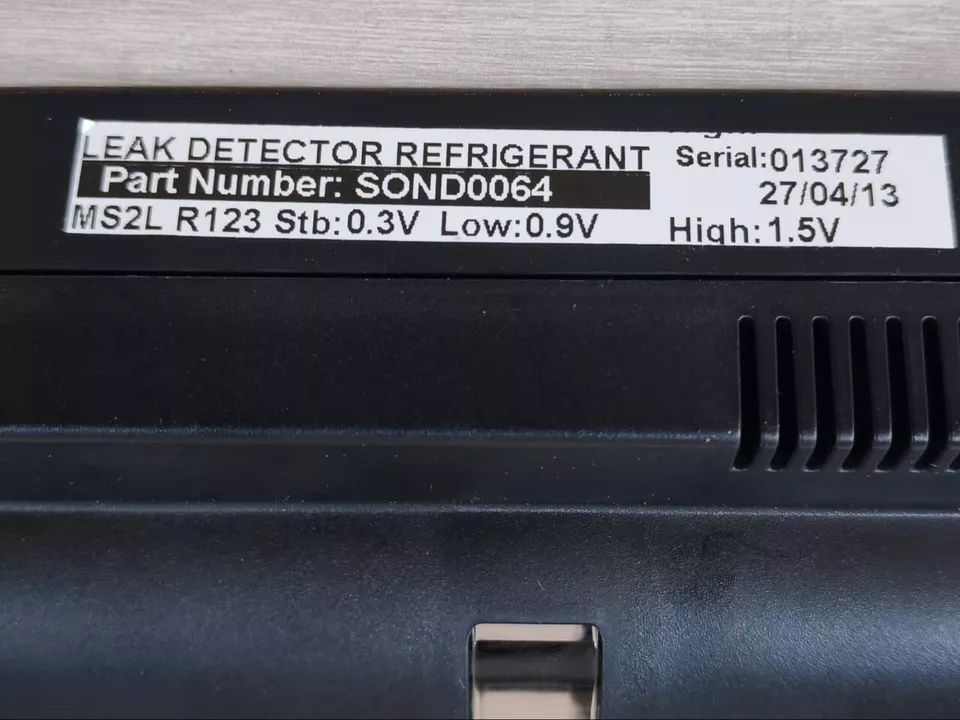 LEAK DETECTOR REFRIGERANT
Serial:013727
Part Number: SOND0064
27/04/13
MS2L R123 Stb:0.3V Low:0.9V High:1.5V